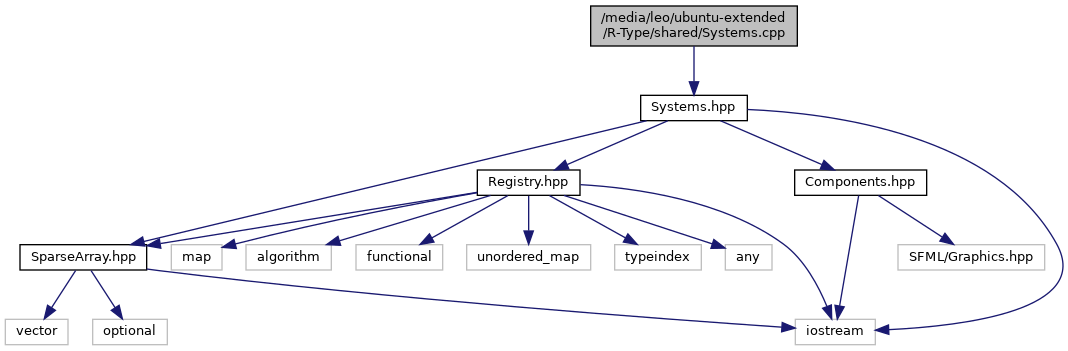 /media/leo/ubuntu-extended
/R-Type/shared/Systems.cpp
Systems.hpp
Registry.hpp
Components.hpp
SparseArray.hpp
map
algorithm
functional
unordered_map
typeindex
any
SFML/Graphics.hpp
vector
optional
iostream